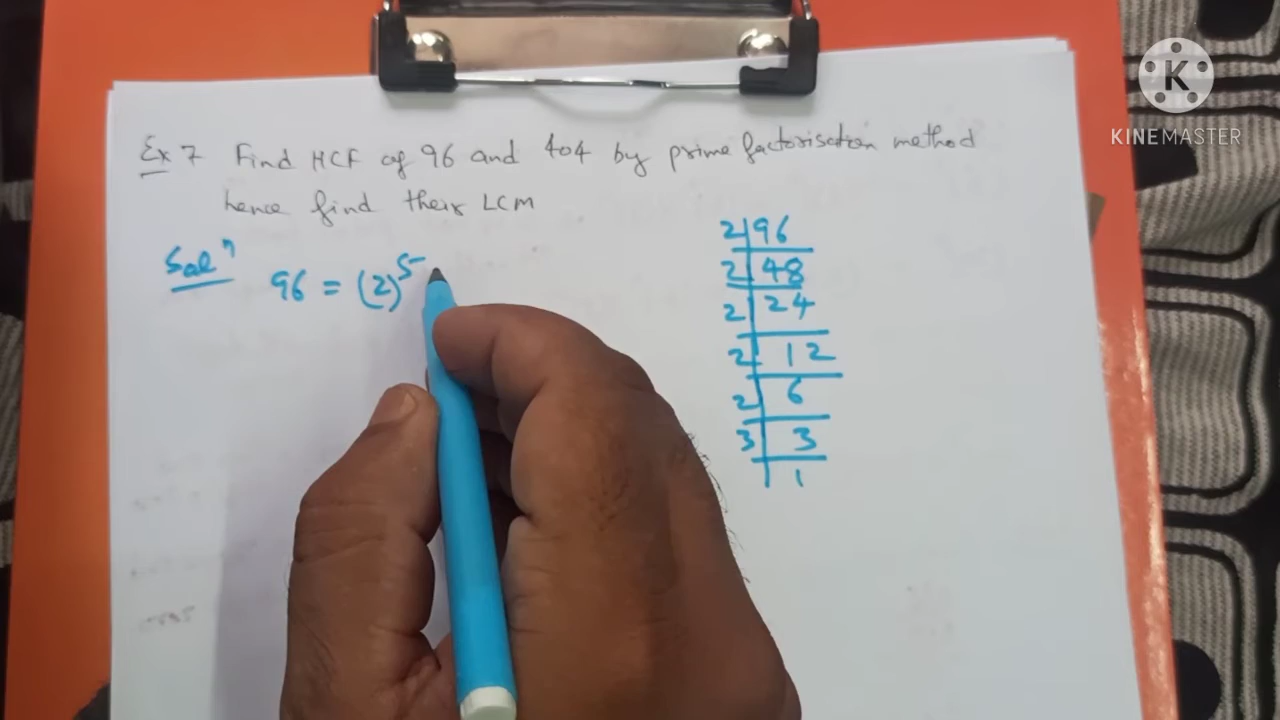 Ex 7 Find HCF of 96 and 404 by prime factorisation method
hence find their LCM
Solⁿ
96 = (2)⁵
2 | 96
2 | 48
2 | 24
2 | 12
2 | 6
3 | 3
| 1
K
KINEMASTER